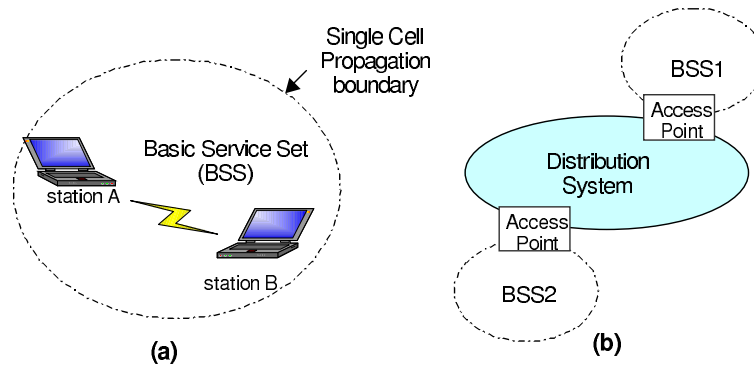 Single Cell
Propagation
boundary
Basic Service Set
(BSS)
station A
station B
(a)
BSS1
Access
Point
Distribution
System
Access
Point
BSS2
(b)